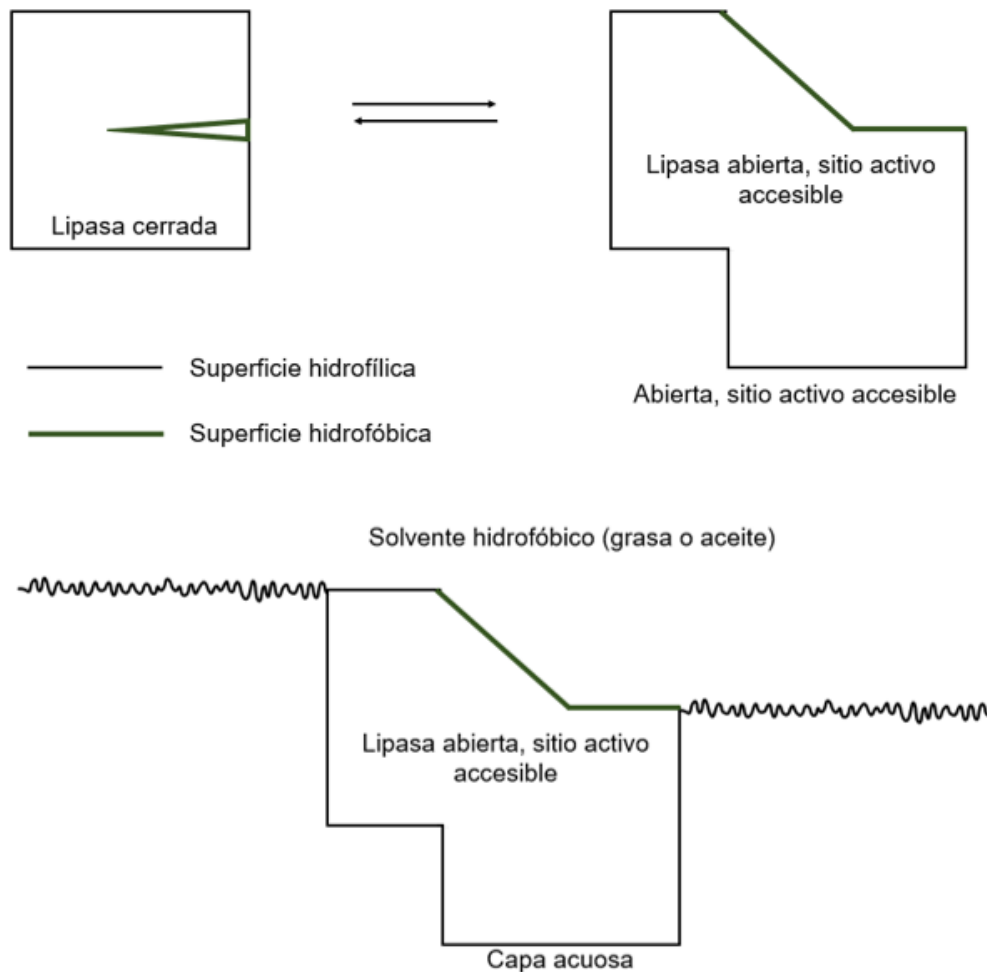 Lipasa cerrada
Lipasa abierta, sitio activo
accesible
Abierta, sitio activo accesible
Superficie hidrofílica
Superficie hidrofóbica
Solvente hidrofóbico (grasa o aceite)
Lipasa abierta, sitio activo
accesible
Capa acuosa